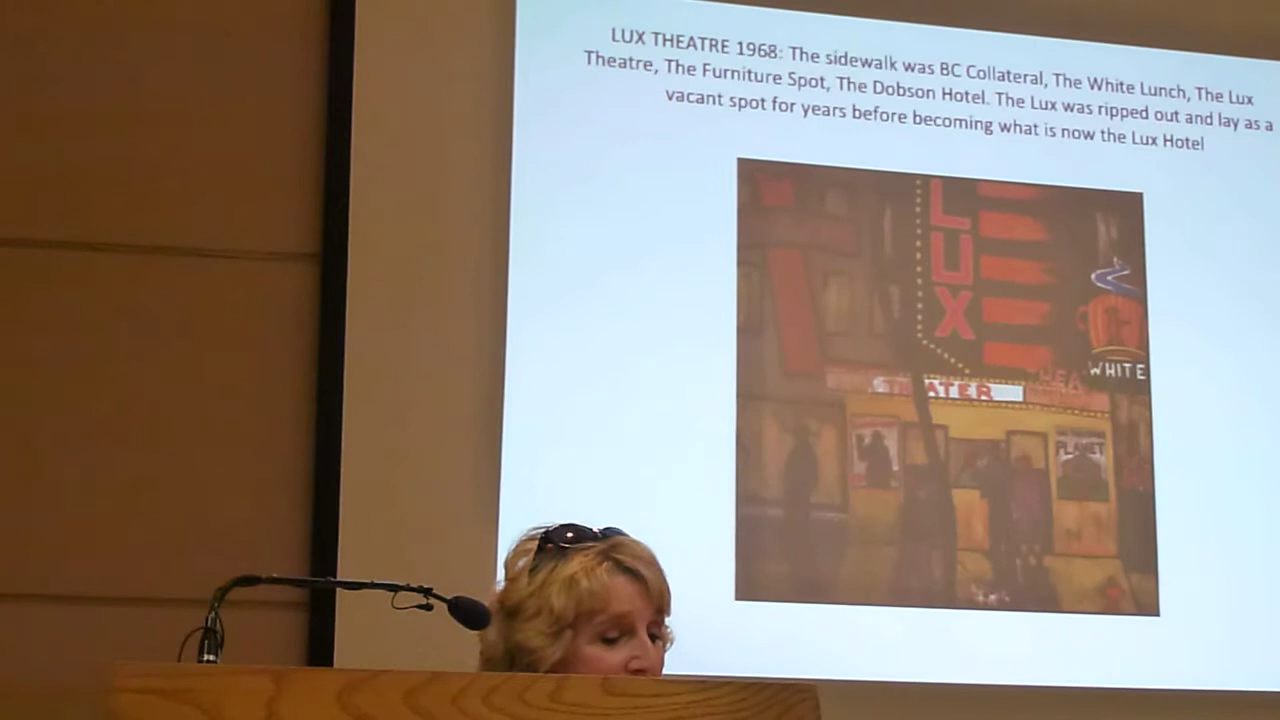 LUX THEATRE 1968: The sidewalk was BC Collateral, The White Lunch, The Lux
Theatre, The Furniture Spot, The Dobson Hotel. The Lux was ripped out and lay as a
vacant spot for years before becoming what is now the Lux Hotel
LUX
WHITE
PLANET